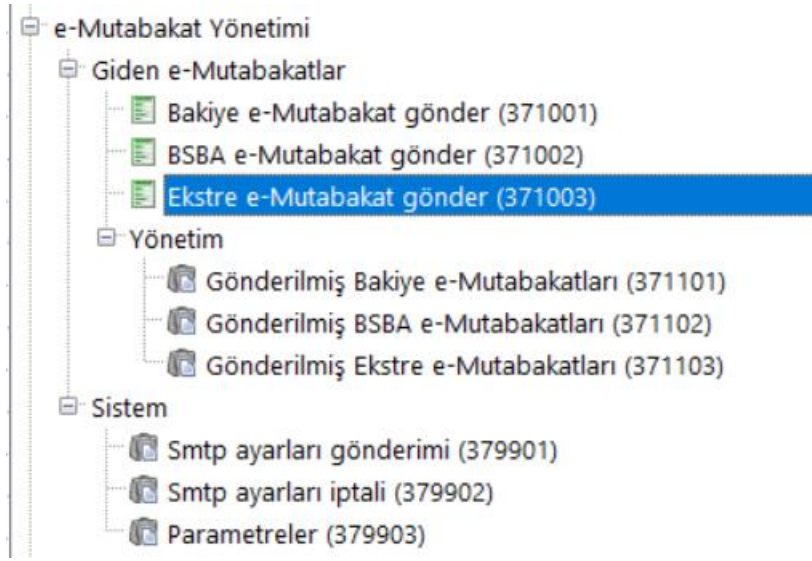 e-Mutabakat Yönetimi
Giden e-Mutabakatlar
Bakiye e-Mutabakat gönder (371001)
BSBA e-Mutabakat gönder (371002)
Ekstre e-Mutabakat gönder (371003)
Yönetim
Gönderilmiş Bakiye e-Mutabakatları (371101)
Gönderilmiş BSBA e-Mutabakatları (371102)
Gönderilmiş Ekstre e-Mutabakatları (371103)
Sistem
Smtp ayarları gönderimi (379901)
Smtp ayarları iptali (379902)
Parametreler (379903)